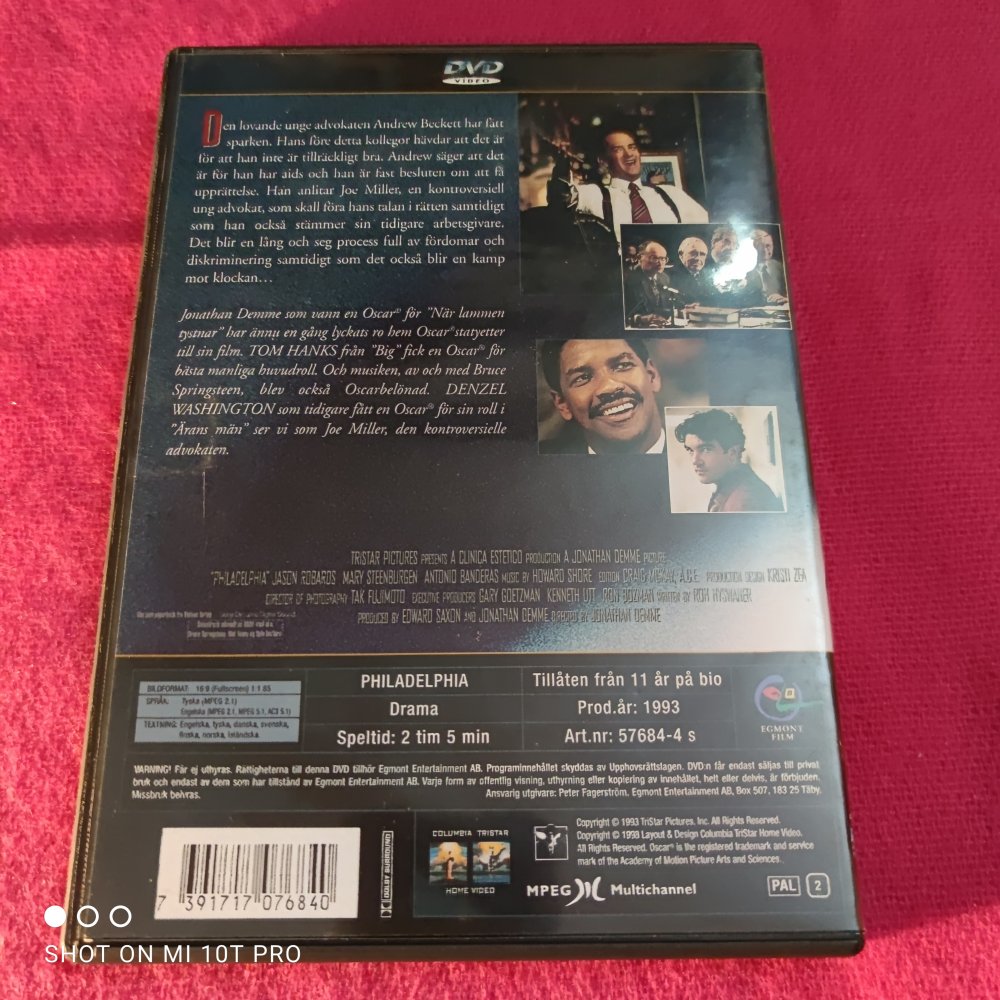 DVD
VIDEO
Den lovande unge advokaten Andrew Beckett har fått
sparken. Hans före detta kollegor hävdar att det är
för att han inte är tillräckligt bra. Andrew säger att det
är för han har aids och han är fast besluten om att få
upprättelse. Han anlitar Joe Miller, en kontroversiell
ung advokat, som skall föra hans talan i rätten samtidigt
som han också stämmer sin tidigare arbetsgivare.
Det blir en lång och seg process full av fördomar och
diskriminering samtidigt som det också blir en kamp
mot klockan...
Jonathan Demme som vann en Oscar® för "När lammen
tystnar" har ännu en gång lyckats ro hem Oscar®statyetter
till sin film. TOM HANKS från "Big" fick en Oscar® för
bästa manliga huvudroll. Och musiken, av och med Bruce
Springsteen, blev också Oscarbelönad. DENZEL
WASHINGTON som tidigare fått en Oscar® för sin roll i
"Ärans män" ser vi som Joe Miller, den kontroversielle
advokaten.
TRISTAR PICTURES PRESENTS A CLINICA ESTETICO PRODUCTION A JONATHAN DEMME PICTURE
"PHILADELPHIA" JASON ROBARDS MARY STEENBURGEN ANTONIO BANDERAS MUSIC BY HOWARD SHORE EDITION CRAIG MCKAY, A.C.E. PRODUCTION DESIGN KRISTI ZEA
DIRECTOR OF PHOTOGRAPHY TAK FUJIMOTO EXECUTIVE PRODUCERS GARY GOETZMAN KENNETH UTT RON BOZMAN WRITTEN BY RON NYSWANER
PRODUCED BY EDWARD SAXON AND JONATHAN DEMME DIRECTED BY JONATHAN DEMME
BILDFORMAT: 16:9 (Fullscreen) 1:1.85
SPRÅK: Tyska (MPEG 2.1)
Engelska (MPEG 2.1, MPEG 5.1, AC3 5.1)
TEXTNING: Engelska, tyska, danska, svenska,
finska, norska, isländska
PHILADELPHIA
Drama
Speltid: 2 tim 5 min
Tillåten från 11 år på bio
Prod.år: 1993
Art.nr: 57684-4 s
EGMONT
FILM
VARNING! Får ej uthyras. Rättigheterna till denna DVD tillhör Egmont Entertainment AB. Programinnehållet skyddas av Upphovsrättslagen. DVD:n får endast säljas till privat
bruk och endast av dem som har tillstånd av Egmont Entertainment AB. Varje form av offentlig visning, uthyrning eller kopiering av innehållet, helt eller delvis, är förbjuden.
Missbruk beivras. Ansvarig utgivare: Peter Fagerström, Egmont Entertainment AB, Box 507, 183 25 Täby.
7 391717 076840
DOLBY SURROUND
COLUMBIA TRISTAR
HOME VIDEO
Copyright © 1993 TriStar Pictures, Inc. All Rights Reserved.
Copyright © 1998 Layout & Design Columbia TriStar Home Video.
All Rights Reserved. Oscar® is the registered trademark and service
mark of the Academy of Motion Picture Arts and Sciences.
MPEG Multichannel
PAL 2
SHOT ON MI 10T PRO